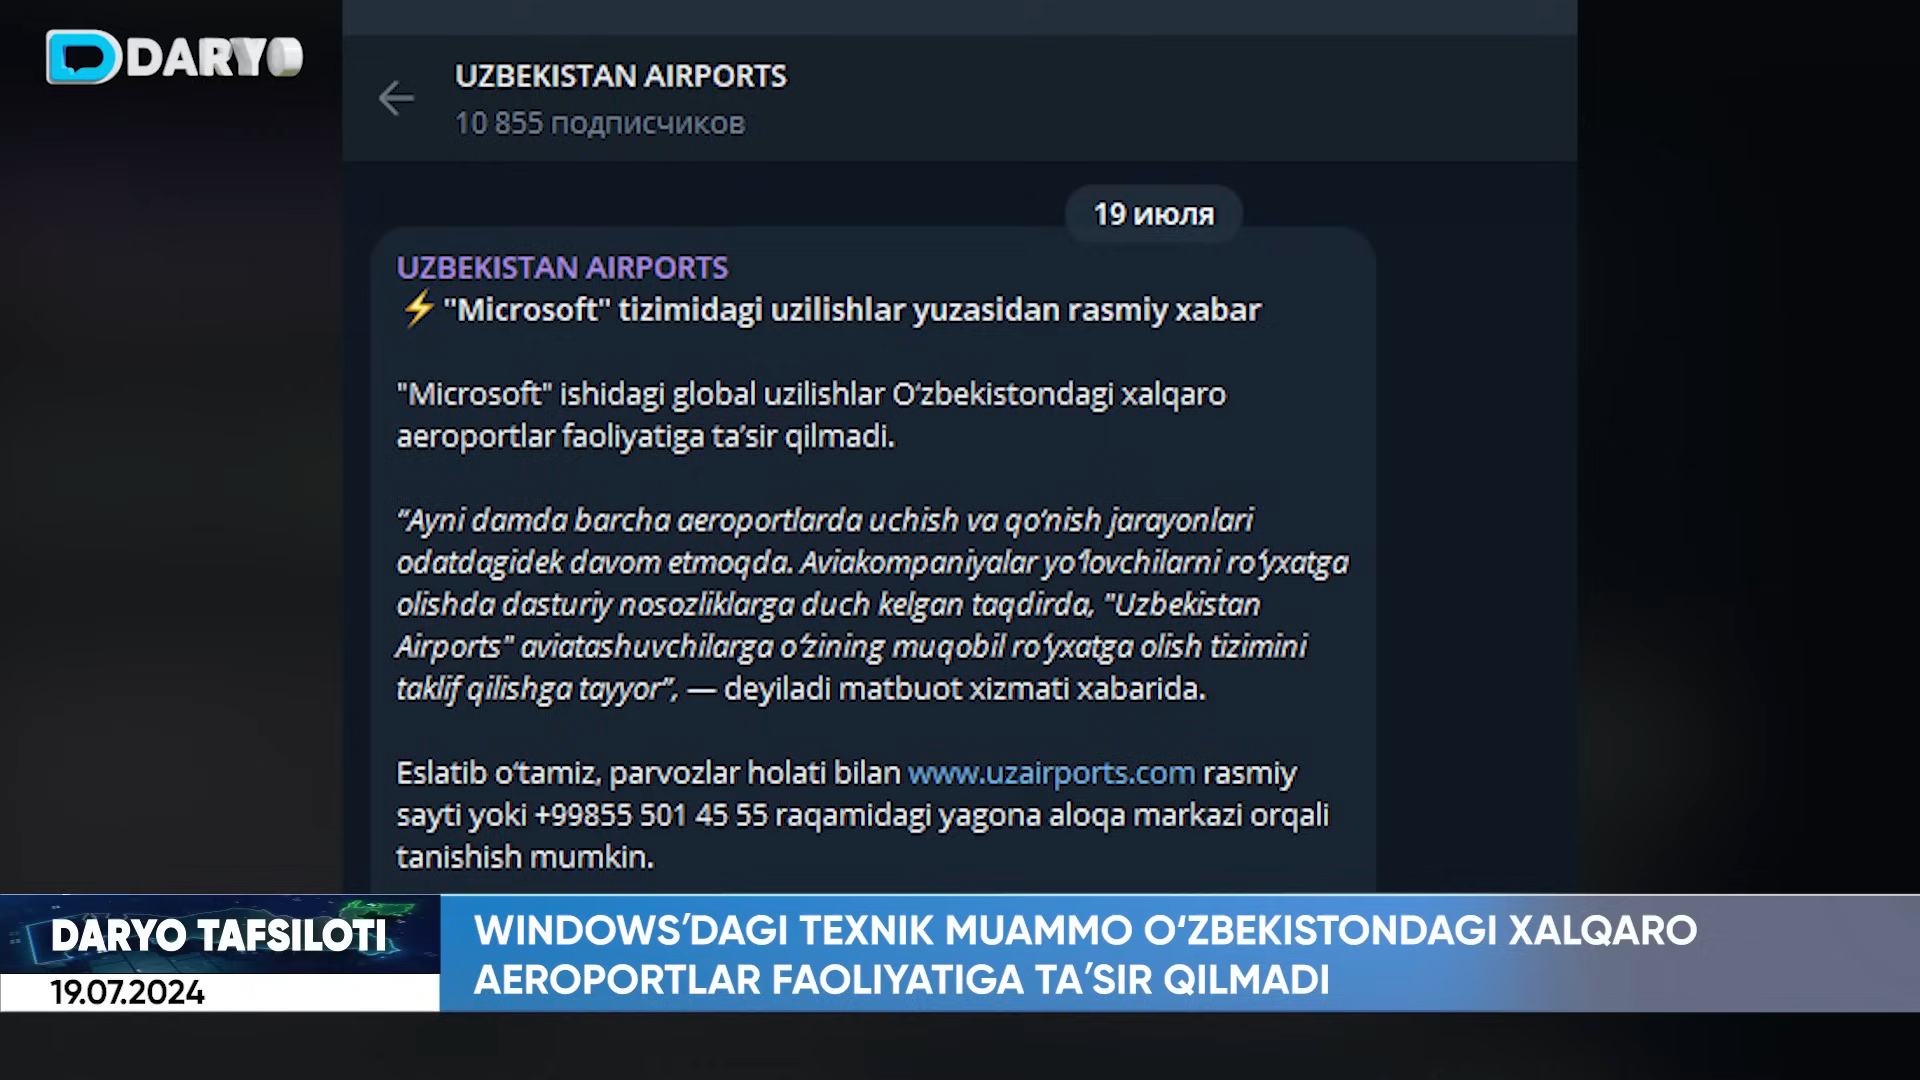 DARYO
UZBEKISTAN AIRPORTS
10 855 подписчиков
19 июля
UZBEKISTAN AIRPORTS
⚡"Microsoft" tizimidagi uzilishlar yuzasidan rasmiy xabar
"Microsoft" ishidagi global uzilishlar O‘zbekistondagi xalqaro
aeroportlar faoliyatiga ta’sir qilmadi.
“Ayni damda barcha aeroportlarda uchish va qo‘nish jarayonlari
odatdagidek davom etmoqda. Aviakompaniyalar yo‘lovchilarni ro‘yxatga
olishda dasturiy nosozliklarga duch kelgan taqdirda, "Uzbekistan
Airports" aviatashuvchilarga o‘zining muqobil ro‘yxatga olish tizimini
taklif qilishga tayyor”, — deyiladi matbuot xizmati xabarida.
Eslatib o‘tamiz, parvozlar holati bilan www.uzairports.com rasmiy
sayti yoki +99855 501 45 55 raqamidagi yagona aloqa markazi orqali
tanishish mumkin.
DARYO TAFSILOTI
19.07.2024
WINDOWS’DAGI TEXNIK MUAMMO O‘ZBEKISTONDAGI XALQARO
AEROPORTLAR FAOLIYATIGA TA’SIR QILMADI